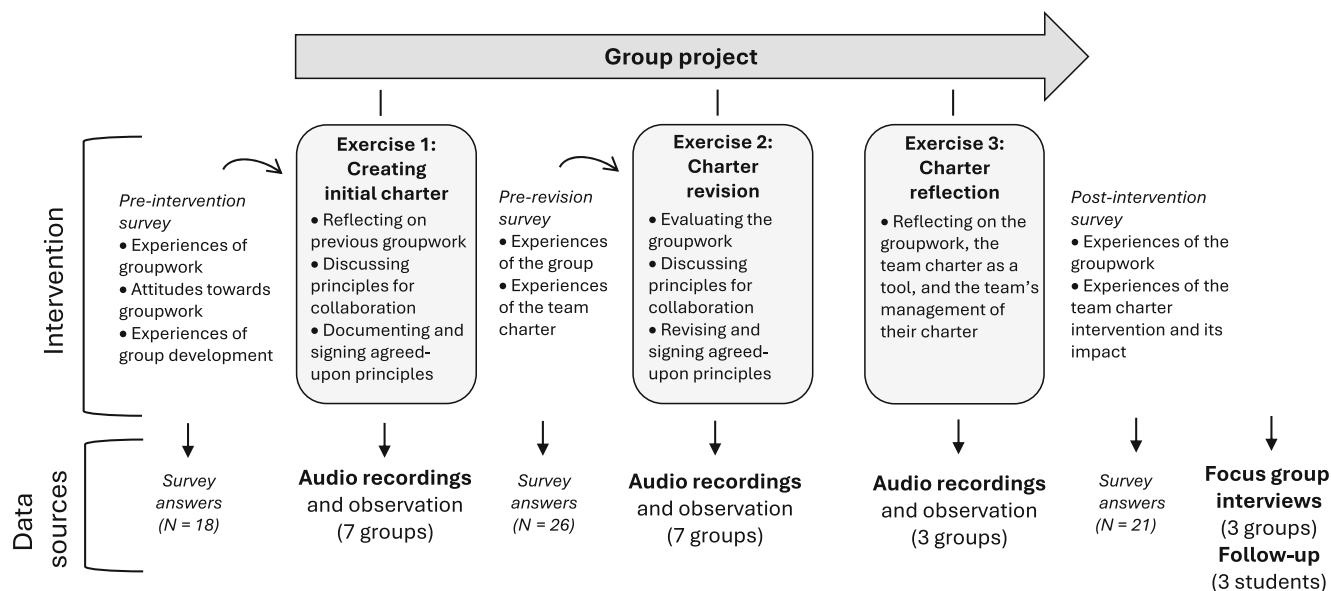 Group project
Intervention
Pre-intervention
survey
• Experiences of
groupwork
• Attitudes towards
groupwork
• Experiences of
group development
Exercise 1:
Creating
initial charter
• Reflecting on
previous groupwork
• Discussing
principles for
collaboration
• Documenting and
signing agreed-
upon principles
Pre-revision
survey
• Experiences
of the group
• Experiences
of the team
charter
Exercise 2:
Charter
revision
• Evaluating the
groupwork
• Discussing
principles for
collaboration
• Revising and
signing agreed-
upon principles
Exercise 3:
Charter
reflection
• Reflecting on the
groupwork, the
team charter as a
tool, and the team’s
management of
their charter
Post-intervention
survey
• Experiences of the
groupwork
• Experiences of the
team charter
intervention and its
impact
Data
sources
Survey
answers
(N = 18)
Audio recordings
and observation
(7 groups)
Survey
answers
(N = 26)
Audio recordings
and observation
(7 groups)
Audio recordings
and observation
(3 groups)
Survey
answers
(N = 21)
Focus group
interviews
(3 groups)
Follow-up
(3 students)